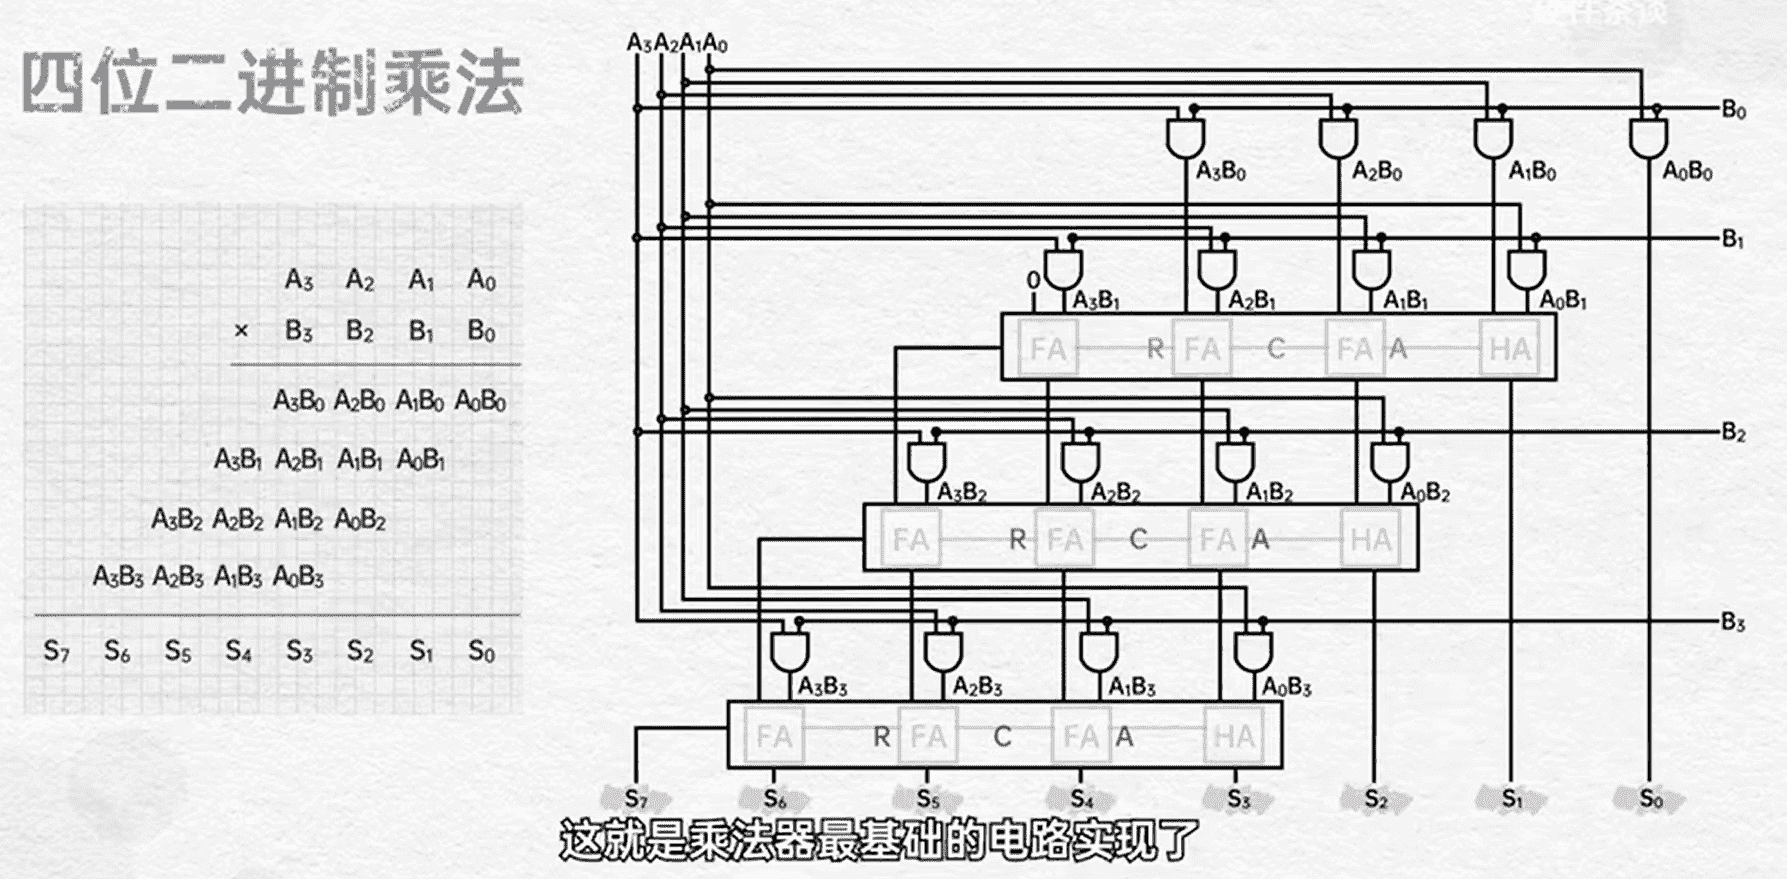 四位二进制乘法
A₃ A₂ A₁ A₀
× B₃ B₂ B₁ B₀
A₃B₀ A₂B₀ A₁B₀ A₀B₀
A₃B₁ A₂B₁ A₁B₁ A₀B₁
A₃B₂ A₂B₂ A₁B₂ A₀B₂
A₃B₃ A₂B₃ A₁B₃ A₀B₃
S₇ S₆ S₅ S₄ S₃ S₂ S₁ S₀
A₃A₂A₁A₀
B₀
A₃B₀ A₂B₀ A₁B₀ A₀B₀
B₁
0 A₃B₁ A₂B₁ A₁B₁ A₀B₁
FA R FA C FA A HA
B₂
A₃B₂ A₂B₂ A₁B₂ A₀B₂
FA R FA C FA A HA
B₃
A₃B₃ A₂B₃ A₁B₃ A₀B₃
FA R FA C FA A HA
S₇ S₆ S₅ S₄ S₃ S₂ S₁ S₀
这就是乘法器最基础的电路实现了